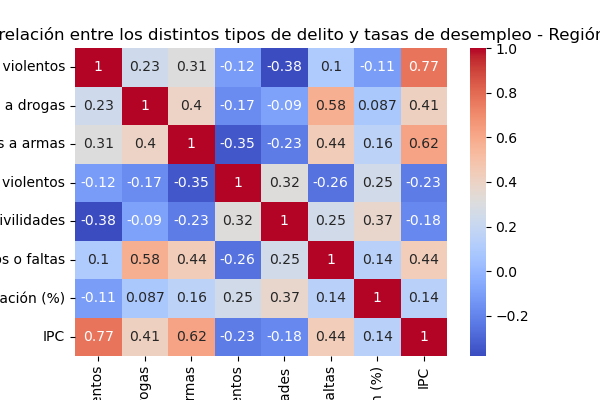 relación entre los distintos tipos de delito y tasas de desempleo - Región
violentos 1 0.23 0.31 -0.12 -0.38 0.1 -0.11 0.77
a drogas 0.23 1 0.4 -0.17 -0.09 0.58 0.087 0.41
s a armas 0.31 0.4 1 -0.35 -0.23 0.44 0.16 0.62
violentos -0.12 -0.17 -0.35 1 0.32 -0.26 0.25 -0.23
ivilidades -0.38 -0.09 -0.23 0.32 1 0.25 0.37 -0.18
os o faltas 0.1 0.58 0.44 -0.26 0.25 1 0.14 0.44
ación (%) -0.11 0.087 0.16 0.25 0.37 0.14 1 0.14
IPC 0.77 0.41 0.62 -0.23 -0.18 0.44 0.14 1
entos
rogas
rmas
entos
ades
altas
n (%)
IPC
1.0
0.8
0.6
0.4
0.2
0.0
−0.2